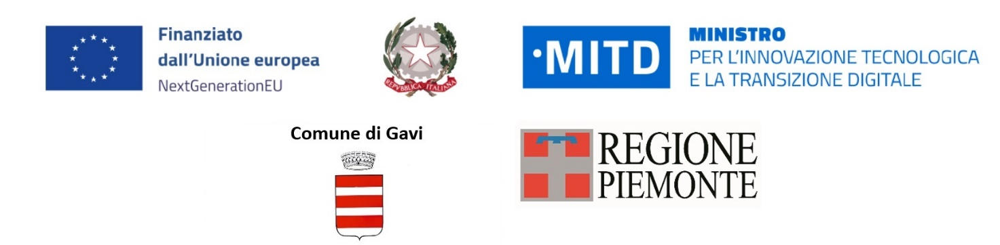 Finanziato
dall'Unione europea
NextGenerationEU
REPVBBLICA ITALIANA
·MITD
MINISTRO
PER L'INNOVAZIONE TECNOLOGICA
E LA TRANSIZIONE DIGITALE
Comune di Gavi
REGIONE
PIEMONTE